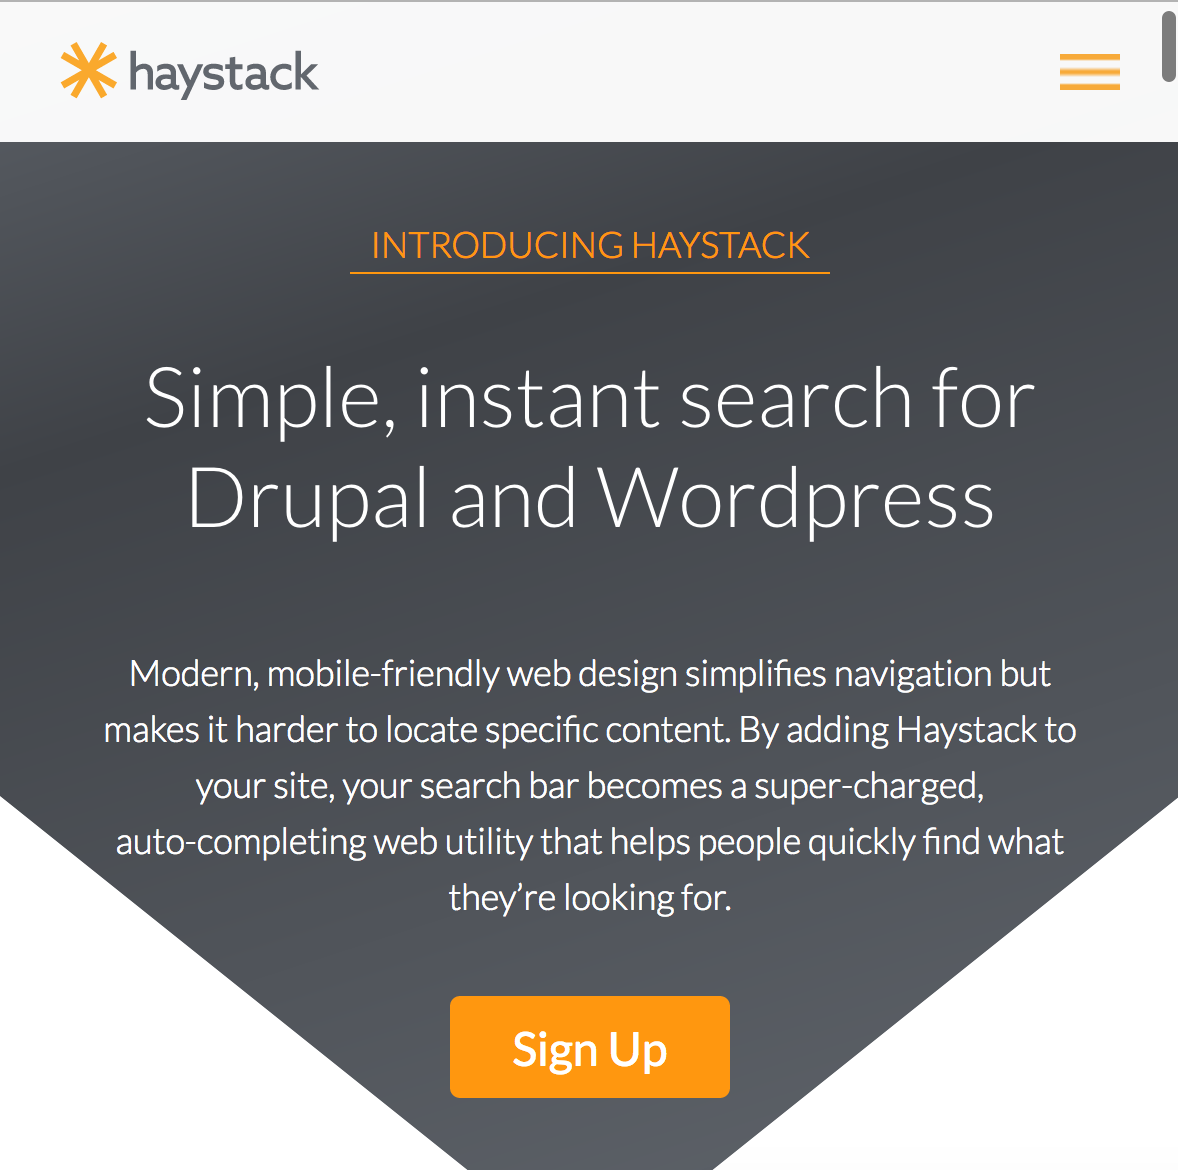 haystack
INTRODUCING HAYSTACK
Simple, instant search for
Drupal and Wordpress
Modern, mobile-friendly web design simplifies navigation but
makes it harder to locate specific content. By adding Haystack to
your site, your search bar becomes a super-charged,
auto-completing web utility that helps people quickly find what
they’re looking for.
Sign Up